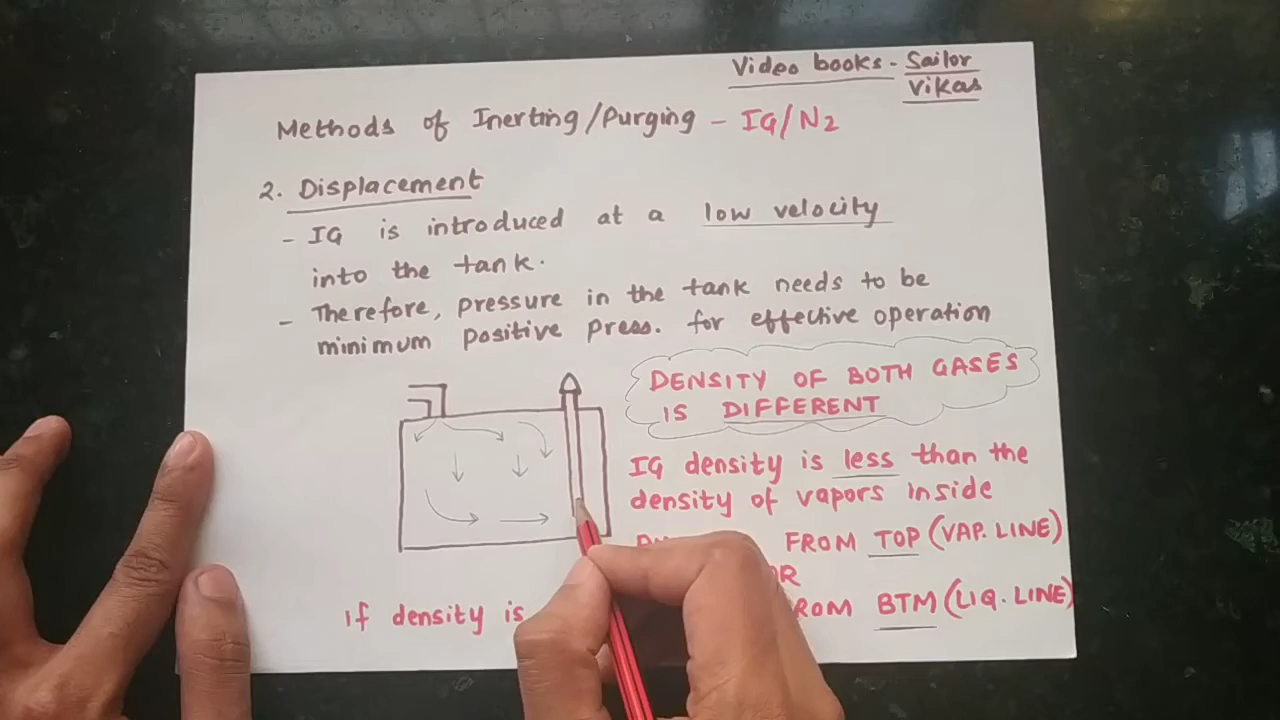 Video books - Sailor
Vikas
Methods of Inerting/Purging - IG/N2
2. Displacement
- IG is introduced at a low velocity
into the tank.
- Therefore, pressure in the tank needs to be
minimum positive press. for effective operation
DENSITY OF BOTH GASES
IS DIFFERENT
IG density is less than the
density of vapors inside
FROM TOP (VAP. LINE)
OR
FROM BTM (LIQ. LINE)
If density is